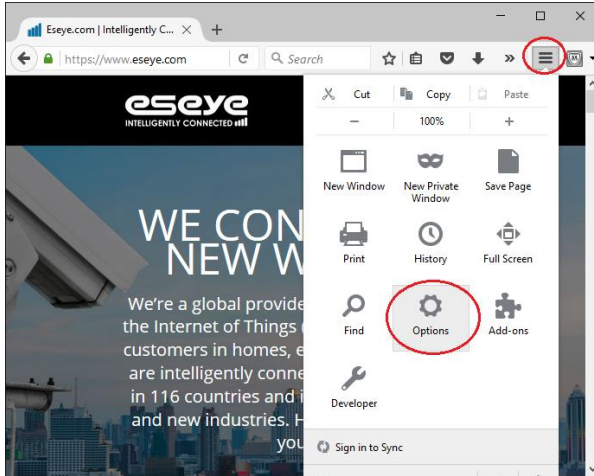 Eseye.com | Intelligently C...
https://www.eseye.com
Search
eseye
INTELLIGENTLY CONNECTED
Cut Copy Paste
100%
New Window New Private Window Save Page
Print History Full Screen
Find Options Add-ons
Developer
Sign in to Sync
WE CON
NEW W
We're a global provide
the Internet of Things
customers in homes, e
are intelligently conne
in 116 countries and i
and new industries. H
you